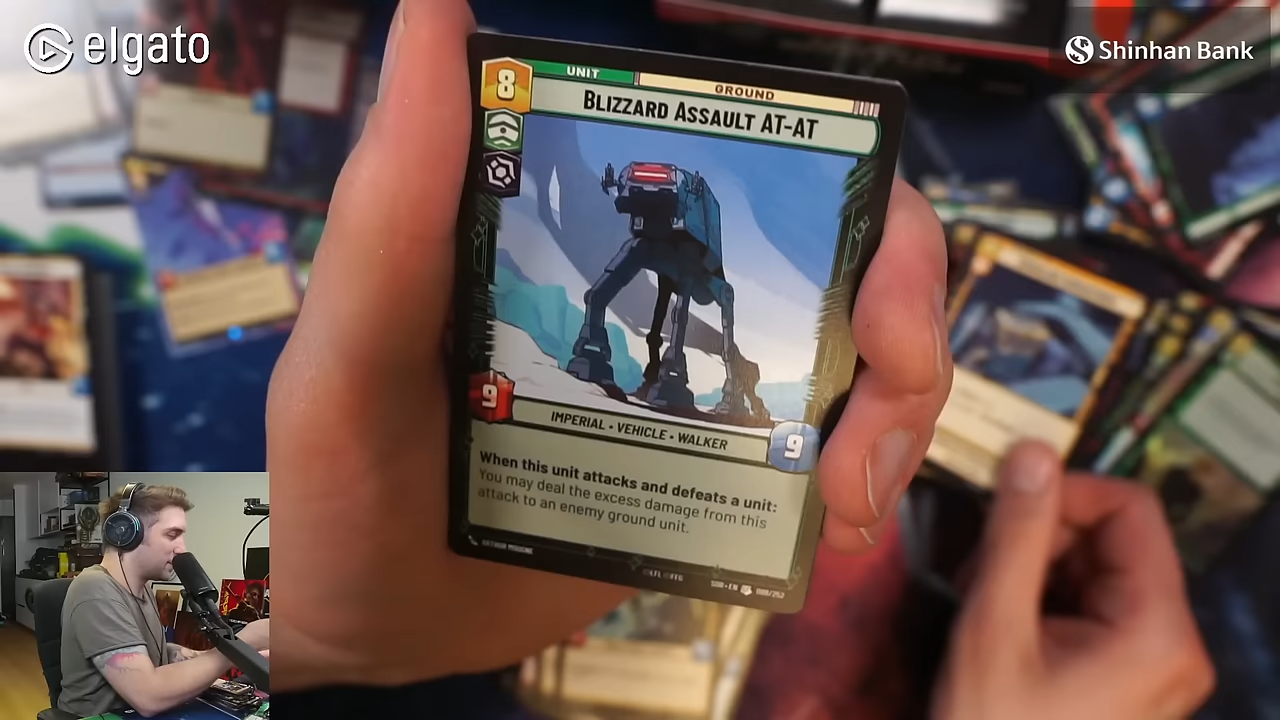 elgato
Shinhan Bank
8
UNIT
GROUND
BLIZZARD ASSAULT AT-AT
9
IMPERIAL • VEHICLE • WALKER
9
When this unit attacks and defeats a unit:
You may deal the excess damage from this
attack to an enemy ground unit.